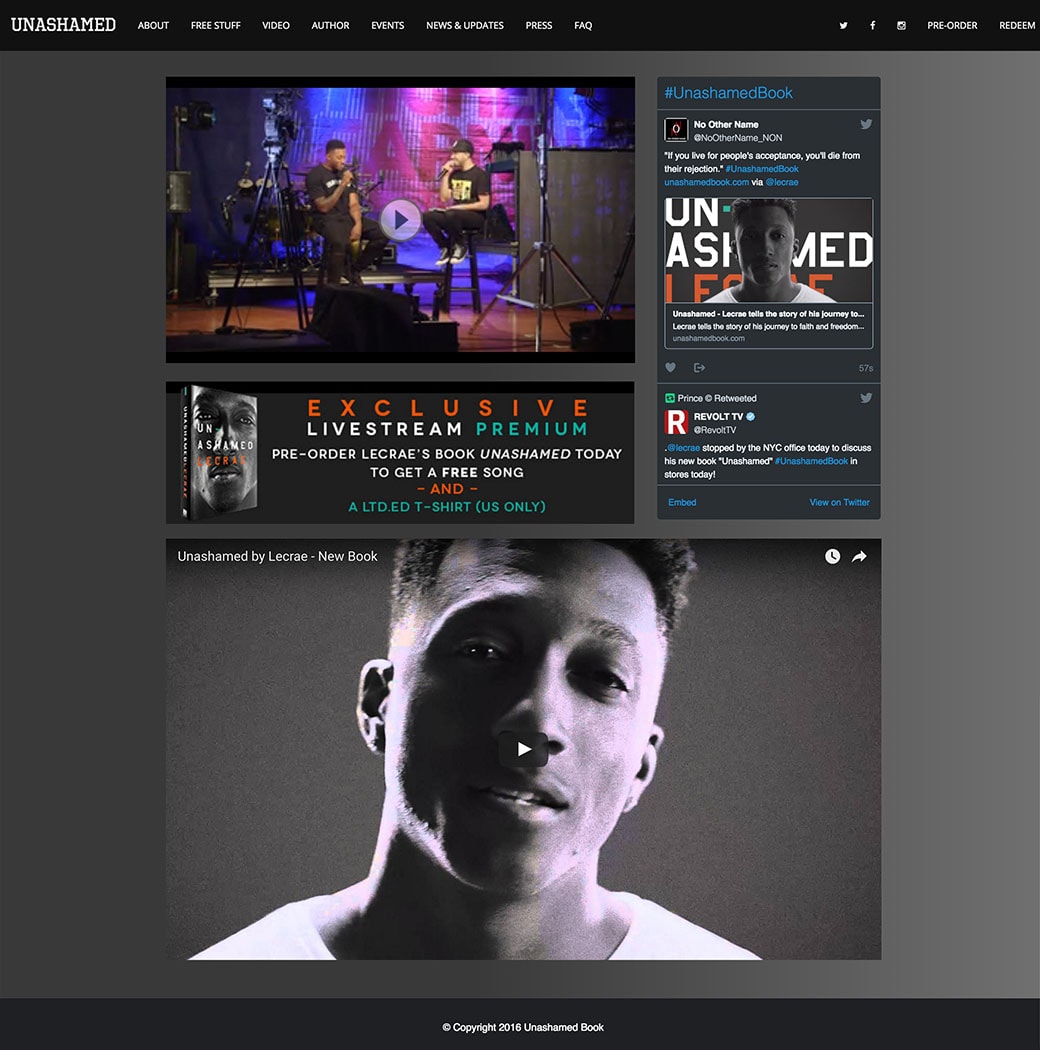 UNASHAMED ABOUT FREE STUFF VIDEO AUTHOR EVENTS NEWS & UPDATES PRESS FAQ PRE-ORDER REDEEM
#UnashamedBook
No Other Name
@NoOtherName_NON
"If you live for people's acceptance, you'll die from
their rejection." #UnashamedBook
unashamedbook.com via @lecrae
UN-
ASHAMED
LECRAE
Unashamed - Lecrae tells the story of his journey to...
Lecrae tells the story of his journey to faith and freedom...
unashamedbook.com
57s
Prince © Retweeted
REVOLT TV
@RevoltTV
.@lecrae stopped by the NYC office today to discuss
his new book "Unashamed" #UnashamedBook in
stores today!
Embed View on Twitter
UNASHAMED LECRAE
UN-
ASHAMED
LECRAE
EXCLUSIVE
LIVESTREAM PREMIUM
PRE-ORDER LECRAE'S BOOK UNASHAMED TODAY
TO GET A FREE SONG
- AND -
A LTD.ED T-SHIRT (US ONLY)
Unashamed by Lecrae - New Book
© Copyright 2016 Unashamed Book